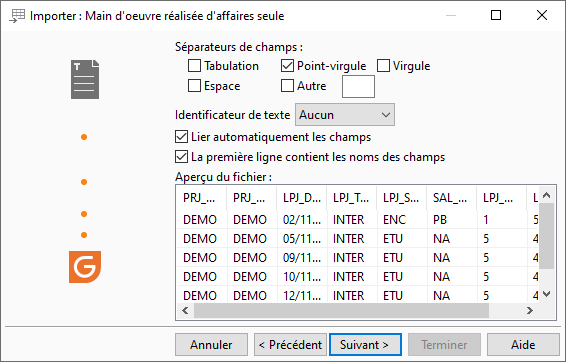 Importer : Main d'oeuvre réalisée d'affaires seule
Séparateurs de champs :
Tabulation Point-virgule Virgule
Espace Autre
Identificateur de texte Aucun
Lier automatiquement les champs
La première ligne contient les noms des champs
Aperçu du fichier :
PRJ_... PRJ_... LPJ_D... LPJ_T... LPJ_S... SAL_... LPJ_... L
DEMO DEMO 02/11... INTER ENC PB 1 5
DEMO DEMO 05/11... INTER ETU NA 5 4
DEMO DEMO 09/11... INTER ETU NA 5 4
DEMO DEMO 10/11... INTER ETU NA 5 4
DEMO DEMO 12/11... INTER ETU NA 5 4
Annuler < Précédent Suivant > Terminer Aide